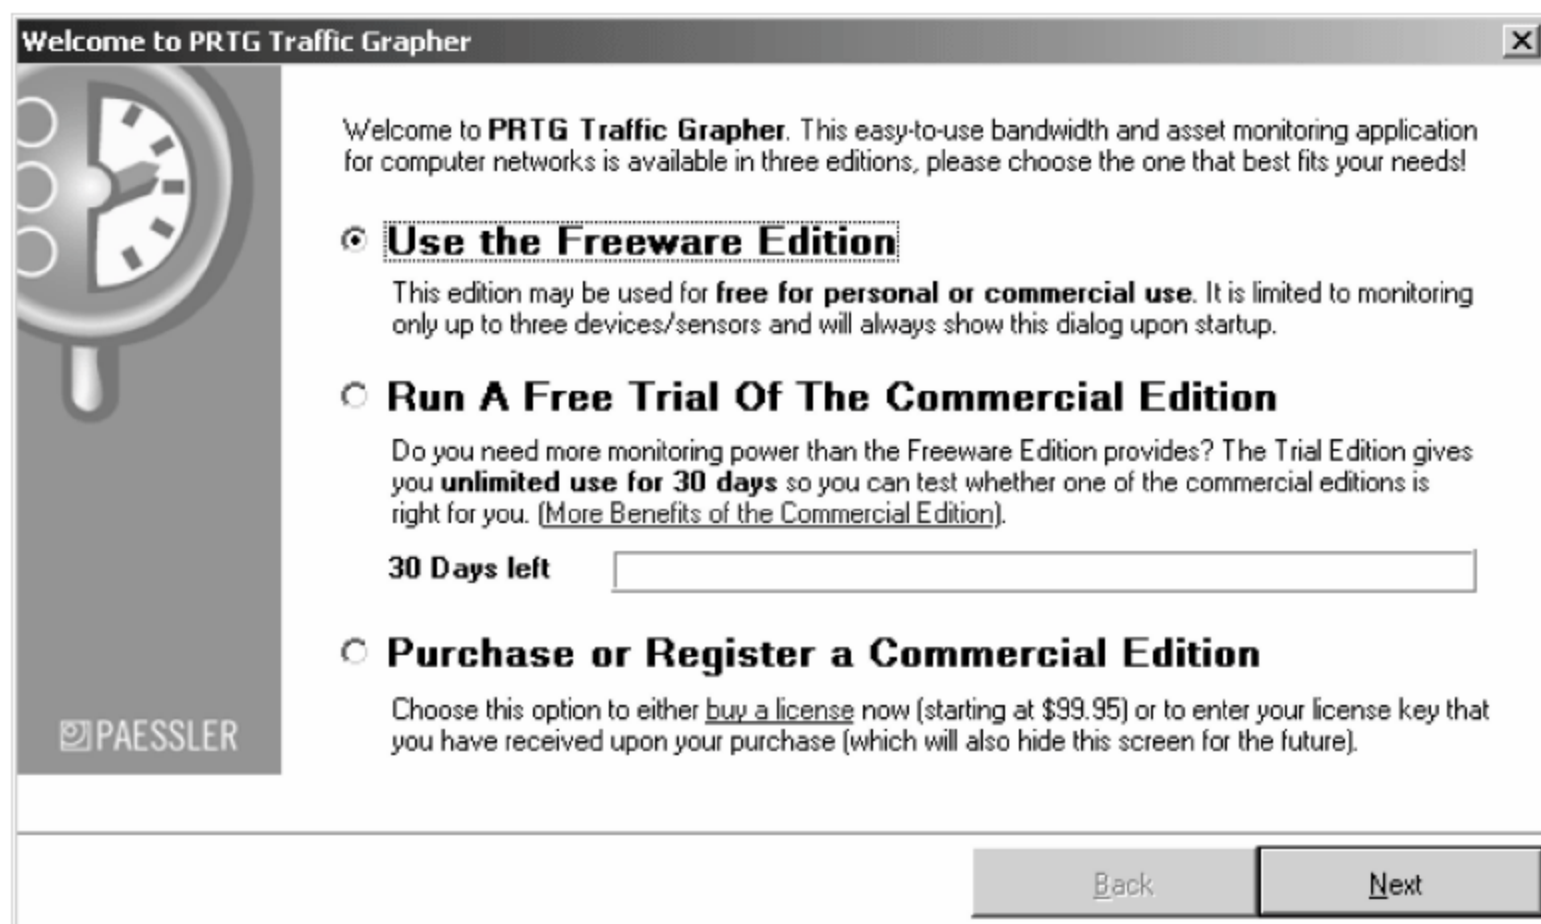 Welcome to PRTG Traffic Grapher
Welcome to PRTG Traffic Grapher. This easy-to-use bandwidth and asset monitoring application
for computer networks is available in three editions, please choose the one that best fits your needs!
Use the Freeware Edition
This edition may be used for free for personal or commercial use. It is limited to monitoring
only up to three devices/sensors and will always show this dialog upon startup.
Run A Free Trial Of The Commercial Edition
Do you need more monitoring power than the Freeware Edition provides? The Trial Edition gives
you unlimited use for 30 days so you can test whether one of the commercial editions is
right for you. (More Benefits of the Commercial Edition).
30 Days left
Purchase or Register a Commercial Edition
Choose this option to either buy a license now (starting at $99.95) or to enter your license key that
you have received upon your purchase (which will also hide this screen for the future).
PAESSLER
Back
Next